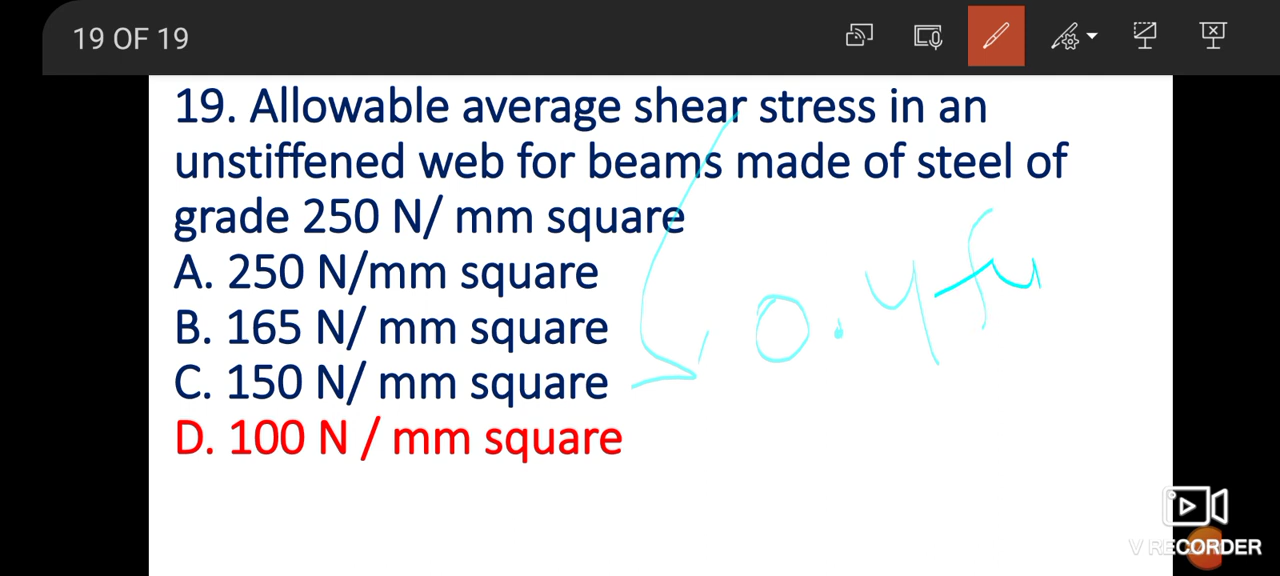 19 OF 19
19. Allowable average shear stress in an
unstiffened web for beams made of steel of
grade 250 N/ mm square
A. 250 N/mm square
B. 165 N/ mm square
C. 150 N/ mm square
D. 100 N / mm square
0.4fy
V RECORDER